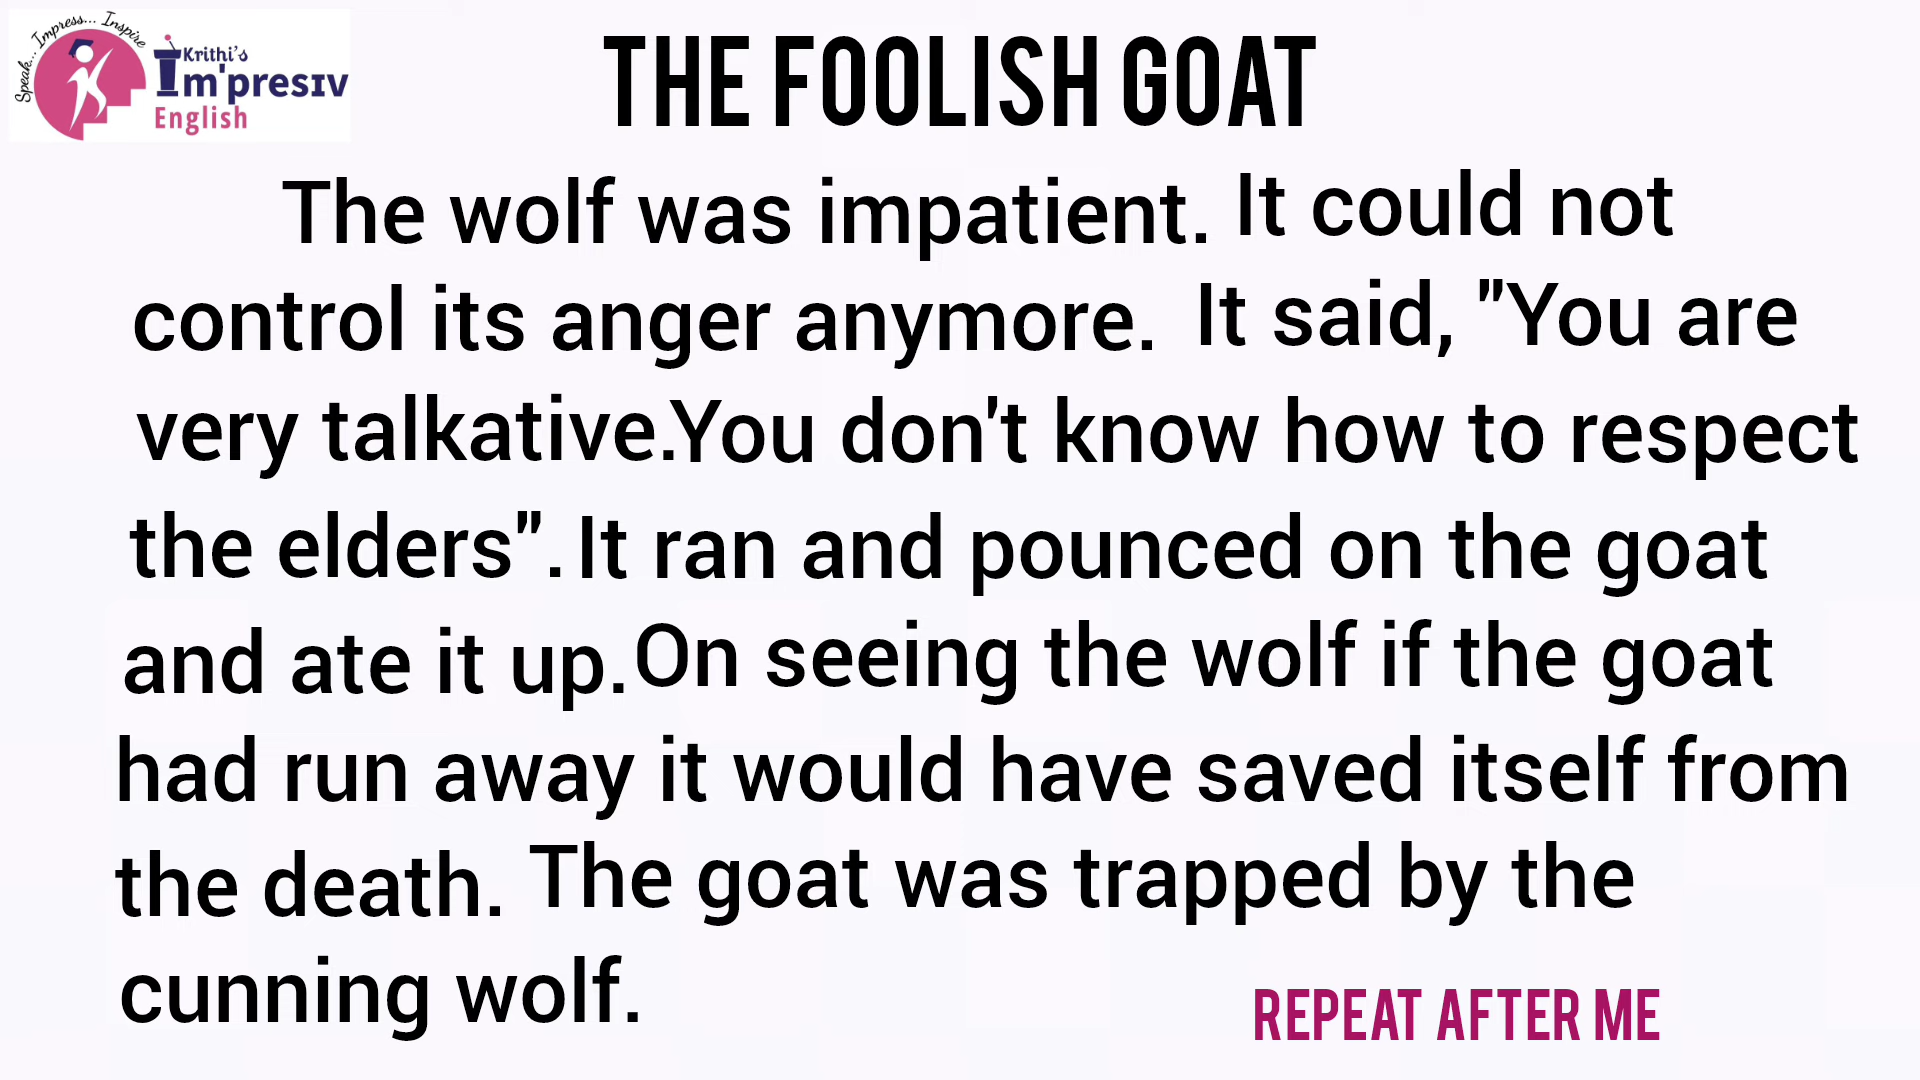 Speak... Impress... Inspire
Krithi's
Im'presiv
English
THE FOOLISH GOAT
The wolf was impatient. It could not
control its anger anymore. It said, "You are
very talkative.You don't know how to respect
the elders". It ran and pounced on the goat
and ate it up.On seeing the wolf if the goat
had run away it would have saved itself from
the death. The goat was trapped by the
cunning wolf.
REPEAT AFTER ME